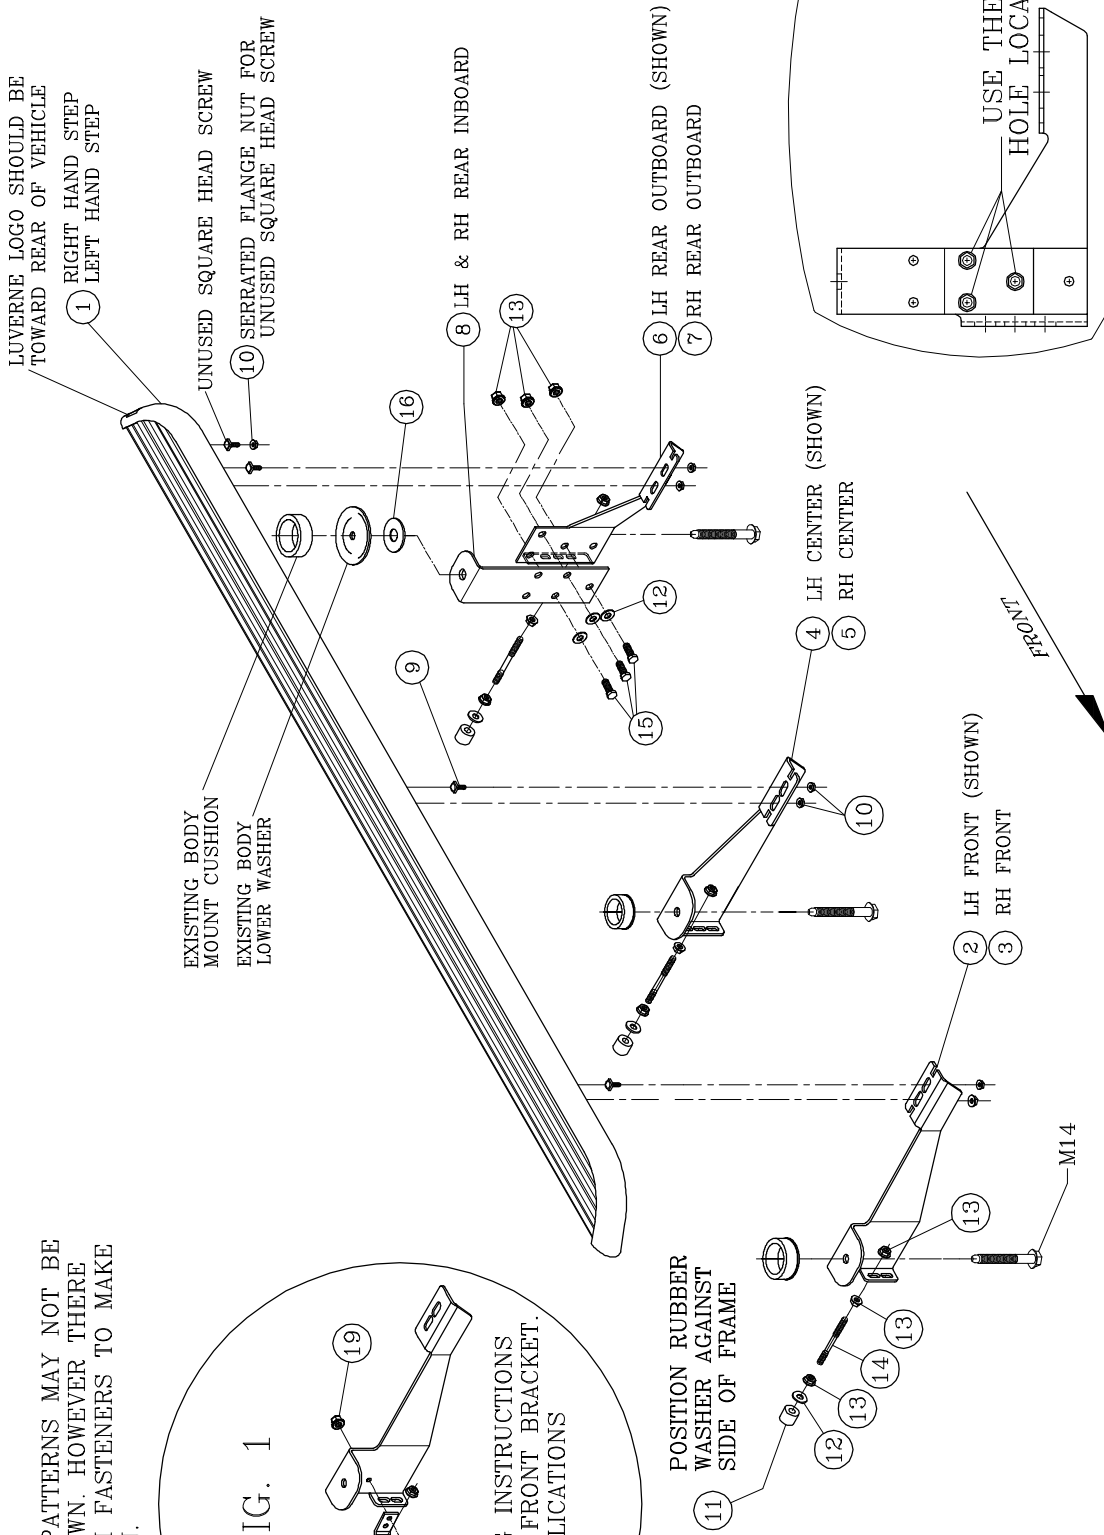 LUVERNE LOGO SHOULD BE
TOWARD REAR OF VEHICLE
1
RIGHT HAND STEP
LEFT HAND STEP
UNUSED SQUARE HEAD SCREW
10 SERRATED FLANGE NUT FOR
UNUSED SQUARE HEAD SCREW
16
8 LH & RH REAR INBOARD
13
6 LH REAR OUTBOARD (SHOWN)
7 RH REAR OUTBOARD
USE THE
HOLE LOCA
EXISTING BODY
MOUNT CUSHION
EXISTING BODY
LOWER WASHER
9
12
15
4 LH CENTER (SHOWN)
5 RH CENTER
10
FRONT
2 LH FRONT (SHOWN)
3 RH FRONT
PATTERNS MAY NOT BE
WN. HOWEVER THERE
FASTENERS TO MAKE
19
IG. 1
INSTRUCTIONS
FRONT BRACKET.
LICATIONS
POSITION RUBBER
WASHER AGAINST
SIDE OF FRAME
11
12
13
14
13
13
M14